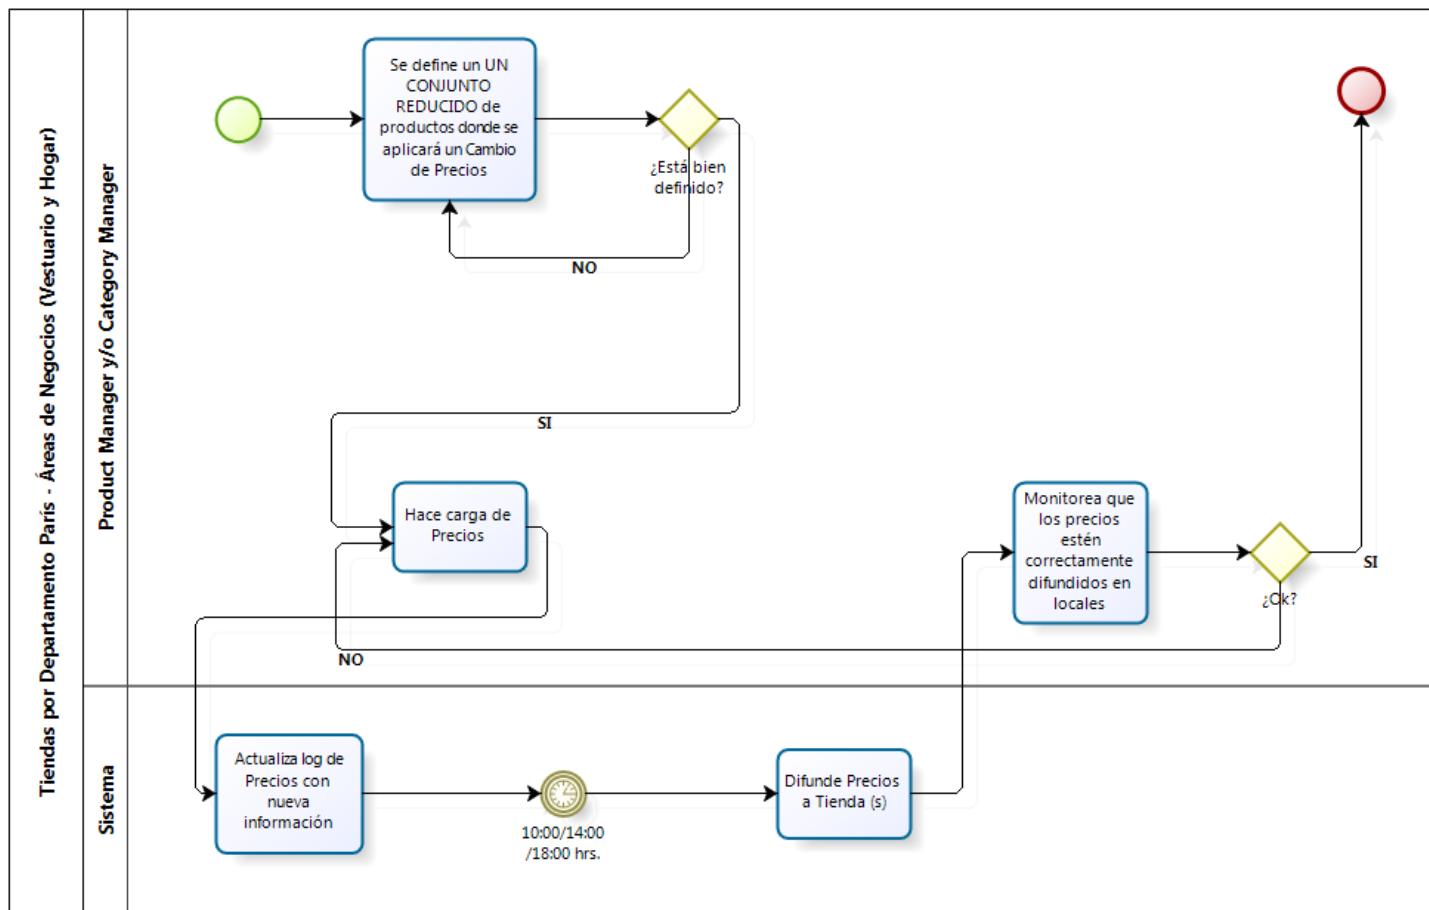 Tiendas por Departamento París - Áreas de Negocios (Vestuario y Hogar)
Product Manager y/o Category Manager
Se define un UN
CONJUNTO
REDUCIDO de
productos donde se
aplicará un Cambio
de Precios
¿Está bien
definido?
NO
SI
Hace carga de
Precios
Monitorea que
los precios
estén
correctamente
difundidos en
locales
¿Ok?
SI
NO
Sistema
Actualiza log de
Precios con
nueva
información
10:00/14:00
/18:00 hrs.
Difunde Precios
a Tienda (s)